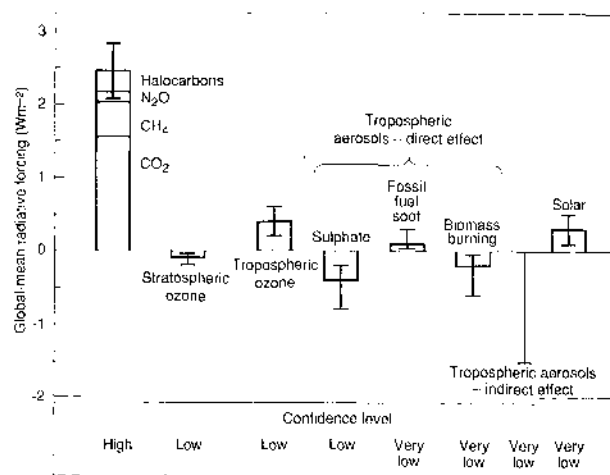 Global-mean radiative forcing (Wm−2)
3
2
1
0
-1
-2
Halocarbons
N2O
CH4
CO2
Stratospheric
ozone
Tropospheric
ozone
Tropospheric
aerosols – direct effect
Sulphate
Fossil
fuel
soot
Biomass
burning
Tropospheric aerosols
– indirect effect
Solar
Confidence level
High
Low
Low
Low
Very
low
Very
low
Very
low
Very
low